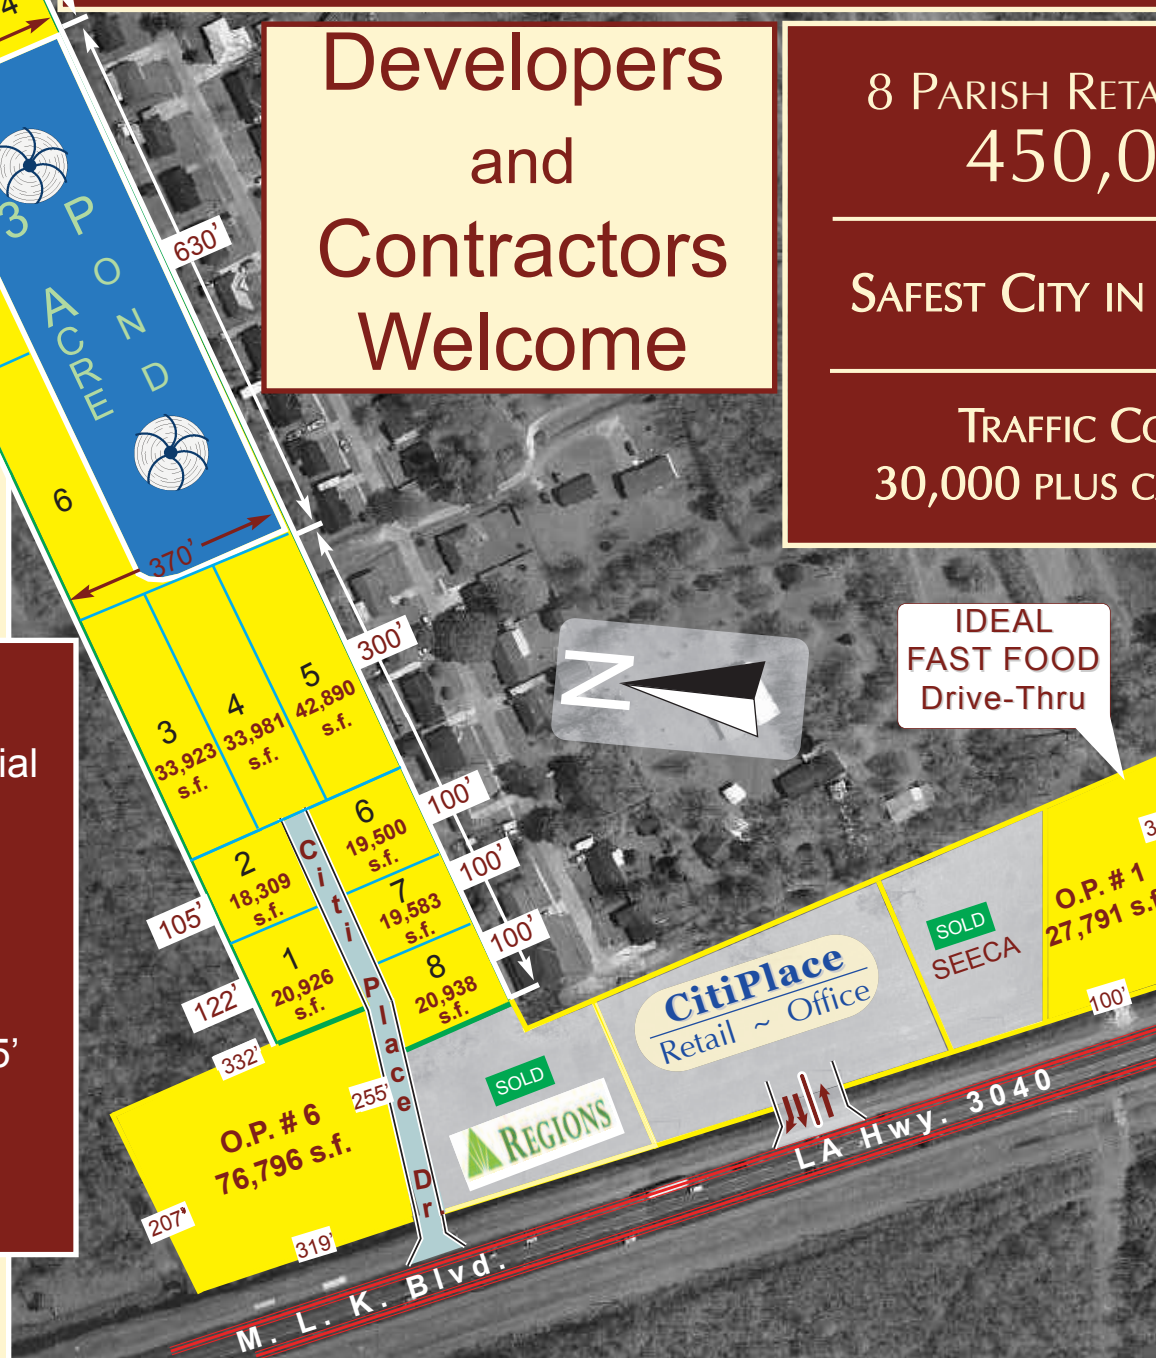 Developers
and
Contractors
Welcome
8 PARISH RETA
450,0
SAFEST CITY IN
TRAFFIC CO
30,000 PLUS CA
4
3 ACRE
POND
630'
6
370'
300'
3
33,923
s.f.
4
33,981
s.f.
5
42,890
s.f.
N
IDEAL
FAST FOOD
Drive-Thru
ial
5'
2
18,309
s.f.
6
19,500
s.f.
100'
7
19,583
s.f.
100'
1
20,926
s.f.
8
20,938
s.f.
100'
105'
122'
332'
255'
Citi Place Dr
O.P. # 6
76,796 s.f.
207'
319'
SOLD
REGIONS
CitiPlace
Retail ~ Office
SOLD
SEECA
O.P. # 1
27,791 s.f
3
100'
LA Hwy. 3040
M. L. K. Blvd.